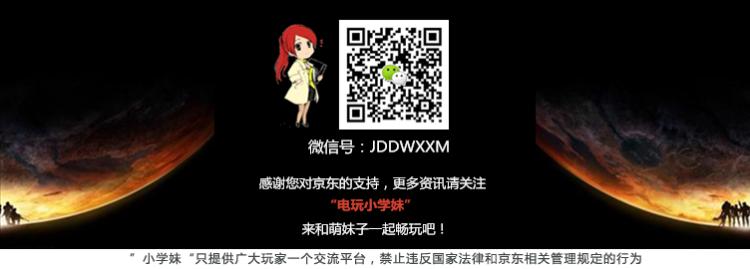 微信号：JDDWXXM
感谢您对京东的支持，更多资讯请关注
“电玩小学妹”
来和萌妹子一起畅玩吧！
”小学妹“只提供广大玩家一个交流平台，禁止违反国家法律和京东相关管理规定的行为